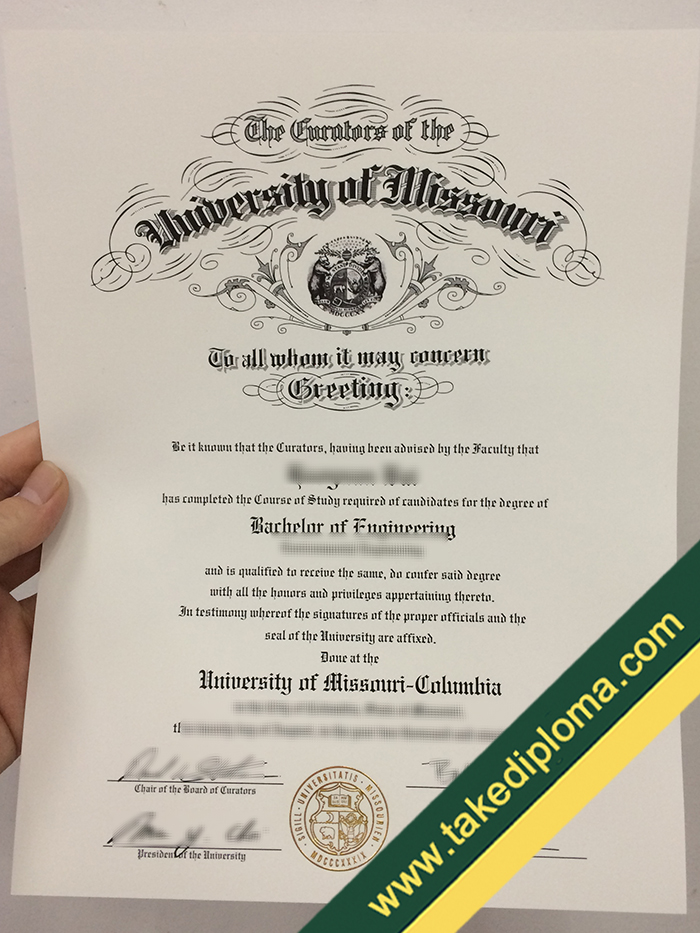 The Curators of the
University of Missouri
MDCCCXX
To all whom it may concern
Greeting:
Be it known that the Curators, having been advised by the Faculty that
has completed the Course of Study required of candidates for the degree of
Bachelor of Engineering
and is qualified to receive the same, do confer said degree
with all the honors and privileges appertaining thereto.
In testimony whereof the signatures of the proper officials and the
seal of the University are affixed.
Done at the
University of Missouri-Columbia
Chair of the Board of Curators
President of the University
SIGILL · UNIVERSITATIS · MISSOURIEN ·
MDCCCXXXIX
www.takediploma.com